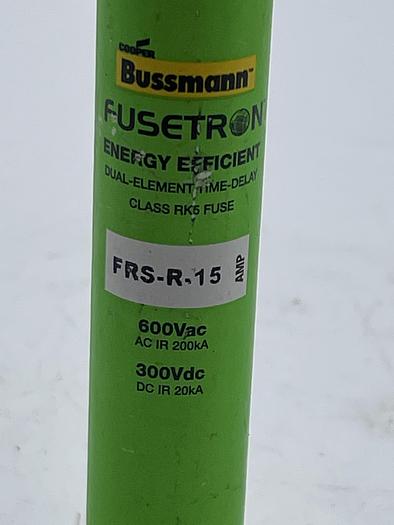 COOPER
Bussmann™
FUSETRON
ENERGY EFFICIENT
DUAL-ELEMENT TIME-DELAY
CLASS RK5 FUSE
FRS-R-15
AMP
600Vac
AC IR 200kA
300Vdc
DC IR 20kA